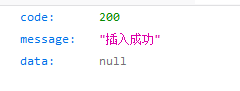 code: 200
message: "插入成功"
data: null